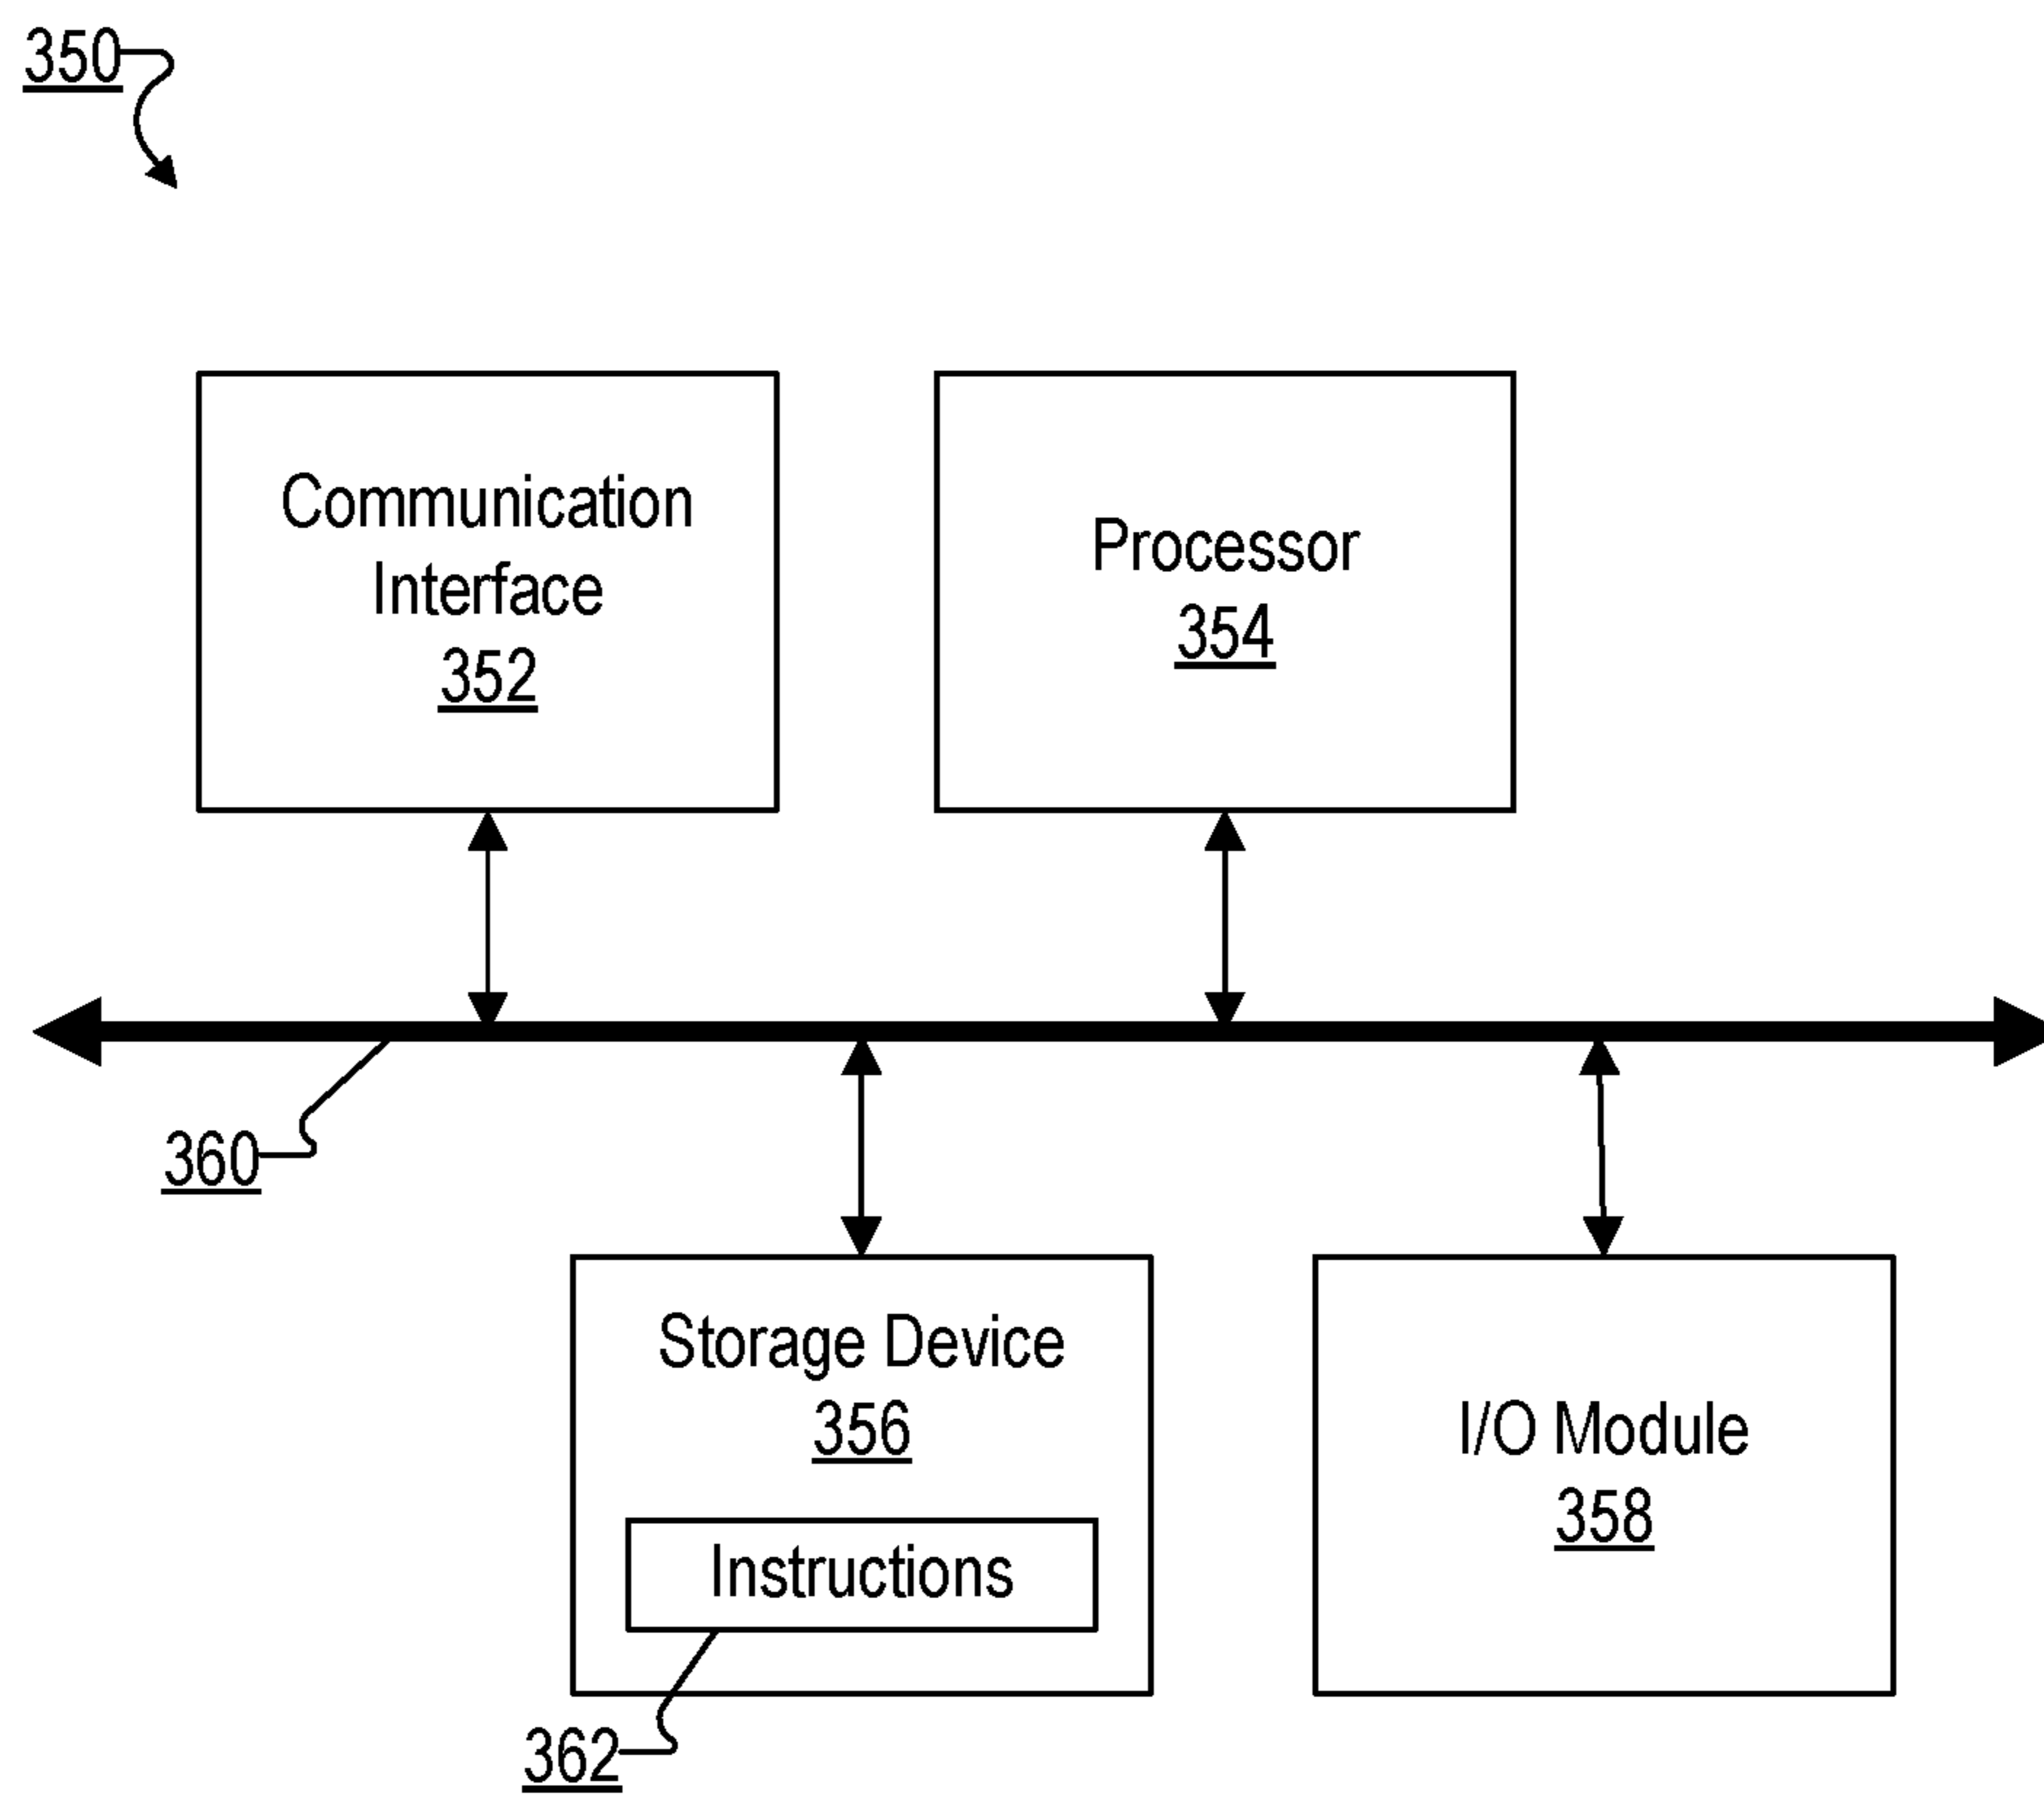 350
Communication
Interface
352
Processor
354
360
Storage Device
356
Instructions
362
I/O Module
358